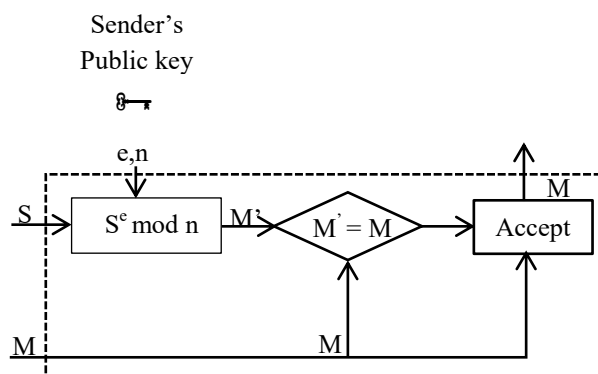 Sender's
Public key
e,n
M
S
S^e mod n
M'
M' = M
Accept
M
M